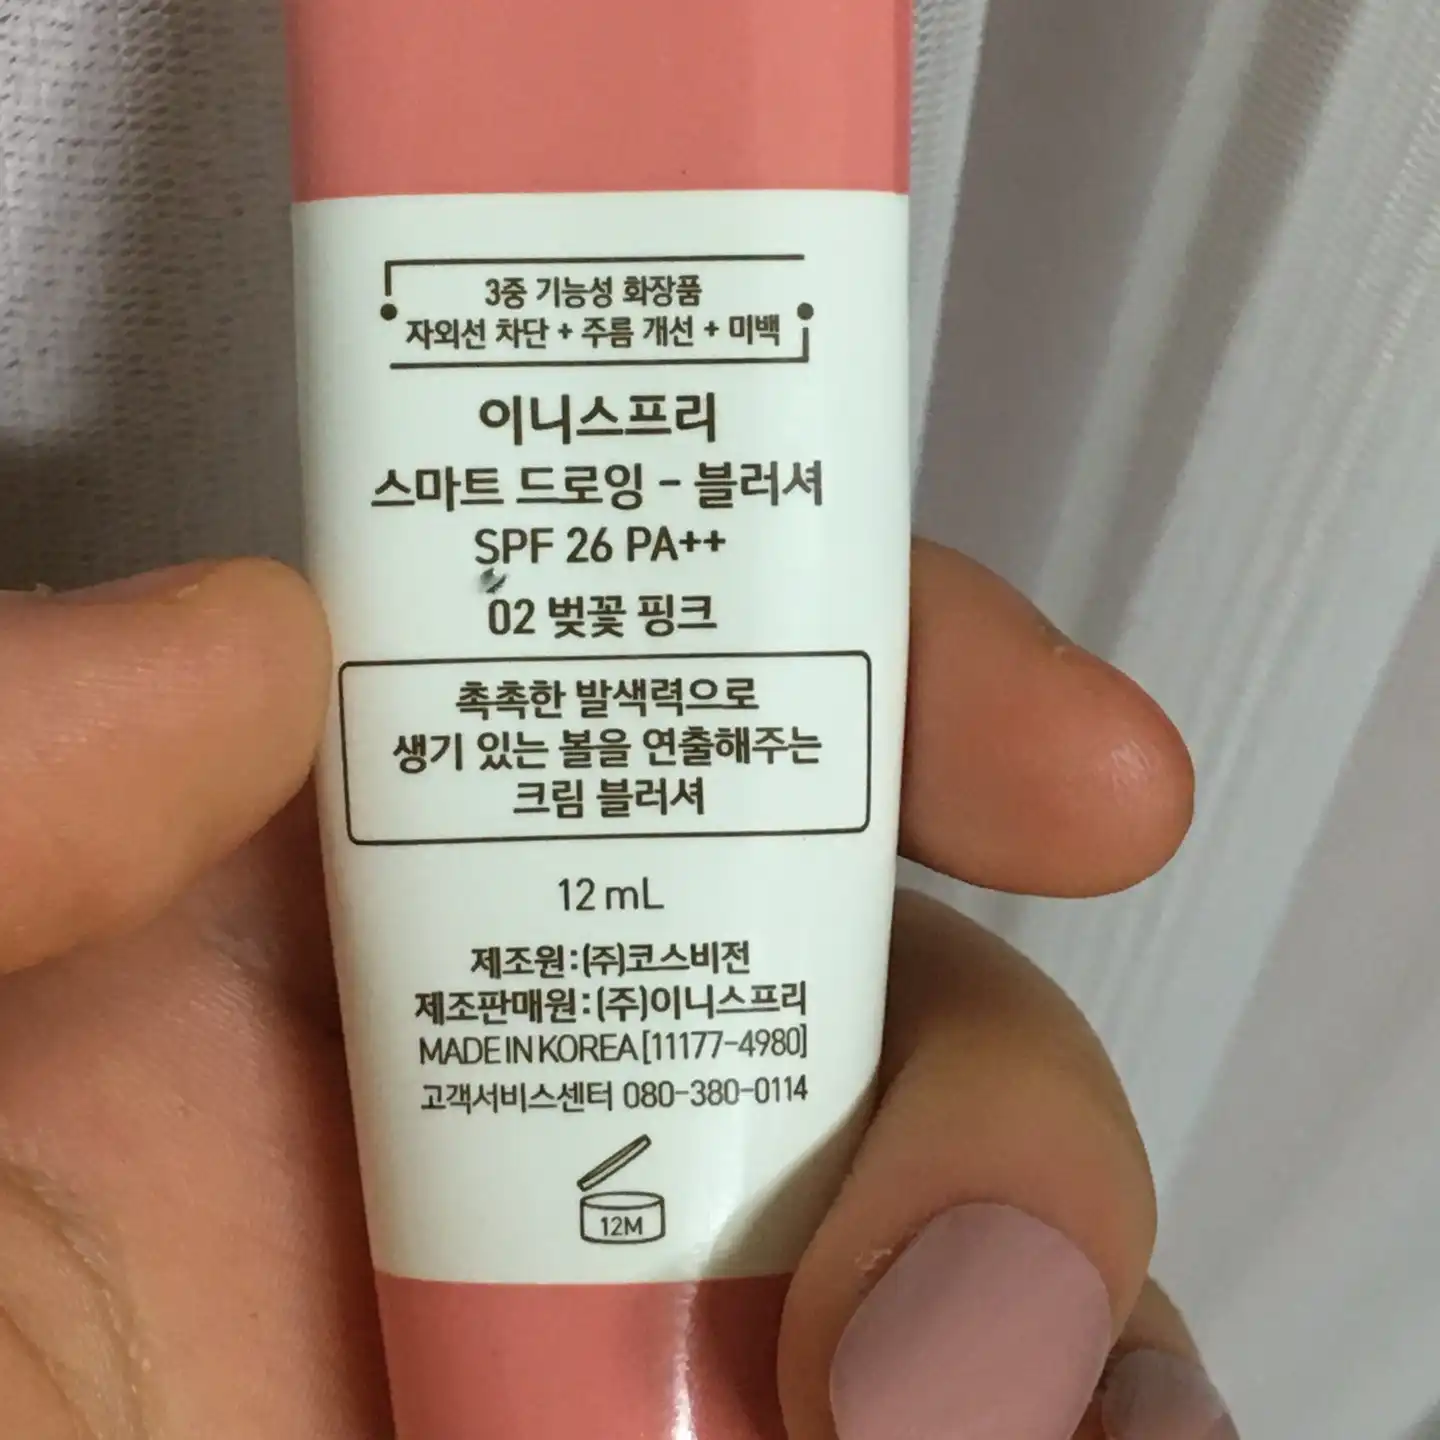 3중 기능성 화장품
자외선 차단 + 주름 개선 + 미백
이니스프리
스마트 드로잉 - 블러셔
SPF 26 PA++
02 벚꽃 핑크
촉촉한 발색력으로
생기 있는 볼을 연출해주는
크림 블러셔
12 mL
제조원:(주)코스비전
제조판매원:(주)이니스프리
MADE IN KOREA [11177-4980]
고객서비스센터 080-380-0114
12M